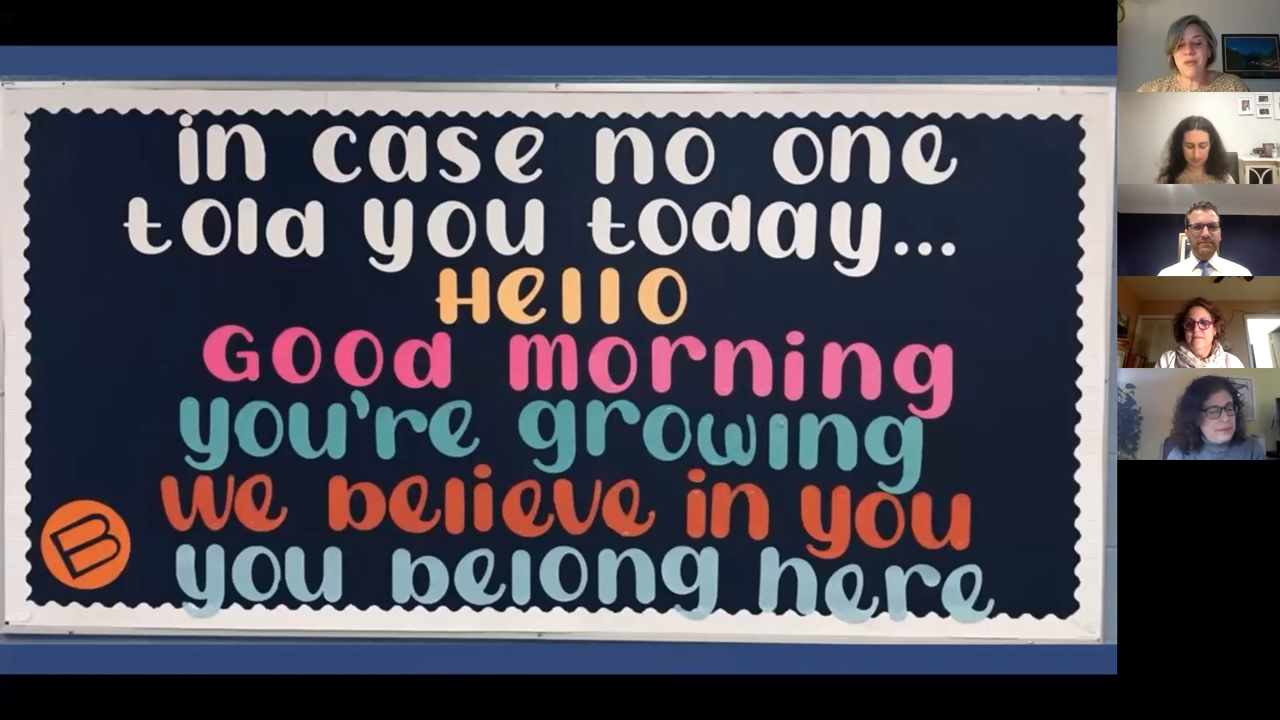 in case no one
told you today...
Hello
Good morning
you're growing
we believe in you
you belong here
B